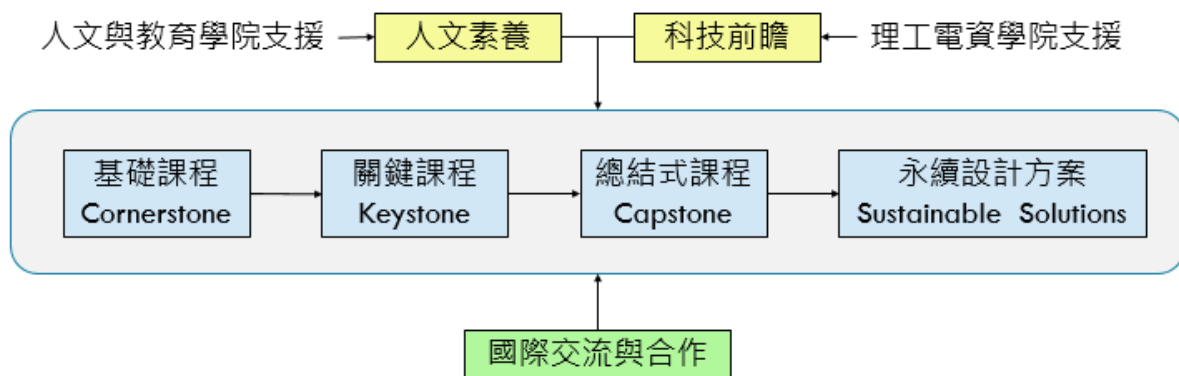 人文與教育學院支援
人文素養
科技前瞻
理工電資學院支援
基礎課程
Cornerstone
關鍵課程
Keystone
總結式課程
Capstone
永續設計方案
Sustainable Solutions
國際交流與合作